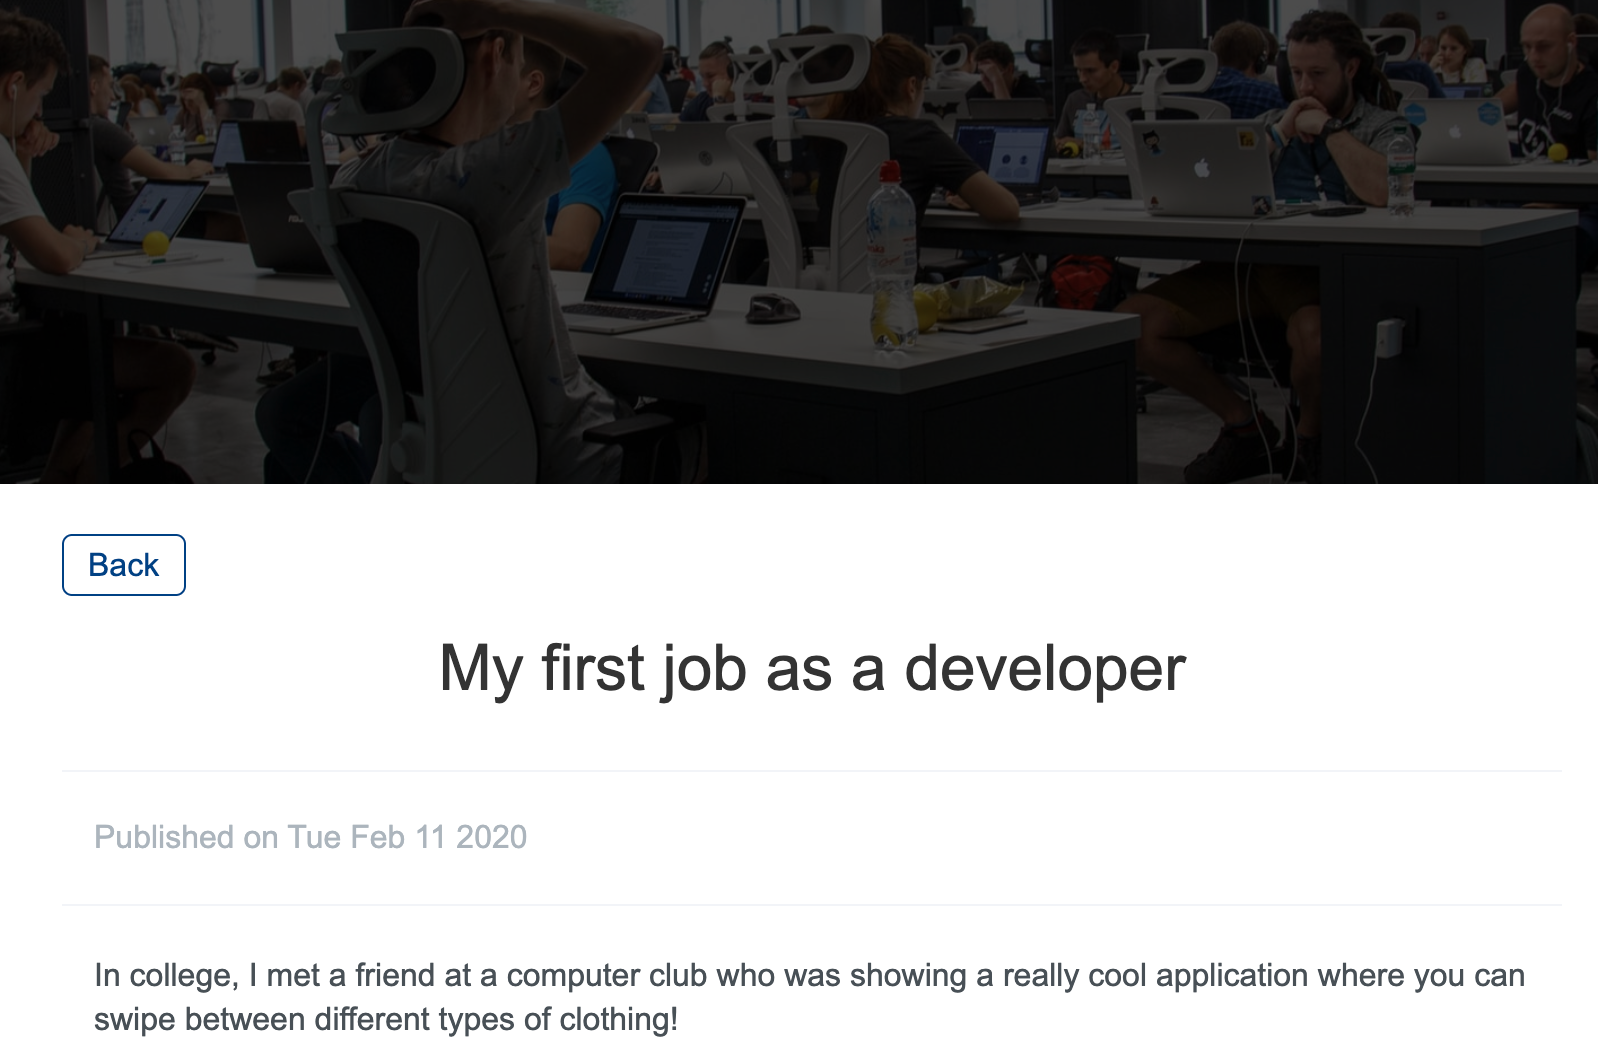 Back
My first job as a developer
Published on Tue Feb 11 2020
In college, I met a friend at a computer club who was showing a really cool application where you can
swipe between different types of clothing!